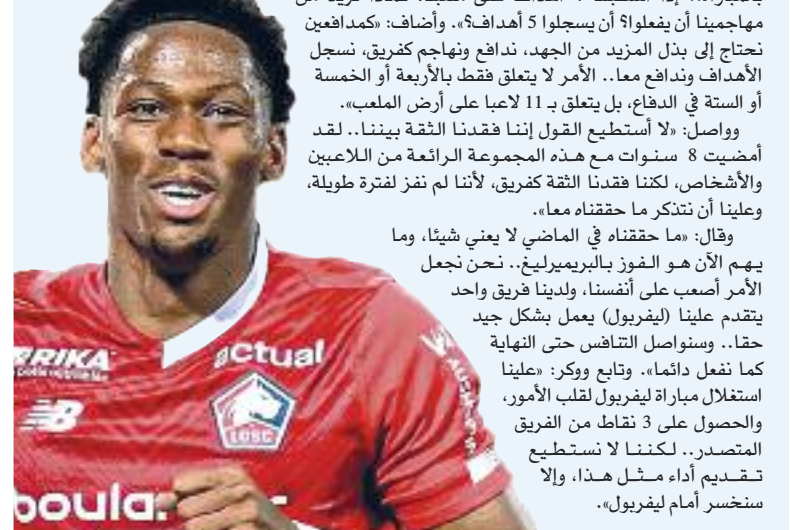 مهاجمينا أن يفعلوا؟ أن يسجلوا 5 أهداف؟». وأضاف: «كمدافعين
نحتاج إلى بذل المزيد من الجهد، ندافع ونهاجم كفريق، نسجل
الأهداف وندافع معا.. الأمر لا يتعلق فقط بالأربعة أو الخمسة
أو الستة في الدفاع، بل يتعلق بـ 11 لاعبا على أرض الملعب».
وواصل: «لا أستطيع القول إننا فقدنا الثقة بيننا.. لقد
أمضيت 8 سنوات مع هذه المجموعة الرائعة من اللاعبين
والأشخاص، لكننا فقدنا الثقة كفريق، لأننا لم نفز لفترة طويلة،
وعلينا أن نتذكر ما حققناه معا».
وقال: «ما حققناه في الماضي لا يعني شيئا، وما
يهم الآن هو الفوز بالبريميرليغ.. نحن نجعل
الأمر أصعب على أنفسنا، ولدينا فريق واحد
يتقدم علينا (ليفربول) يعمل بشكل جيد
حقا.. وسنواصل التنافس حتى النهاية
كما نفعل دائما». وتابع ووكر: «علينا
استغلال مباراة ليفربول لقلب الأمور،
والحصول على 3 نقاط من الفريق
المتصدر.. لكننا لا نستطيع
تقديم أداء مثل هذا، وإلا
سنخسر أمام ليفربول».
RIKA
actual
NB
LOSC
boula